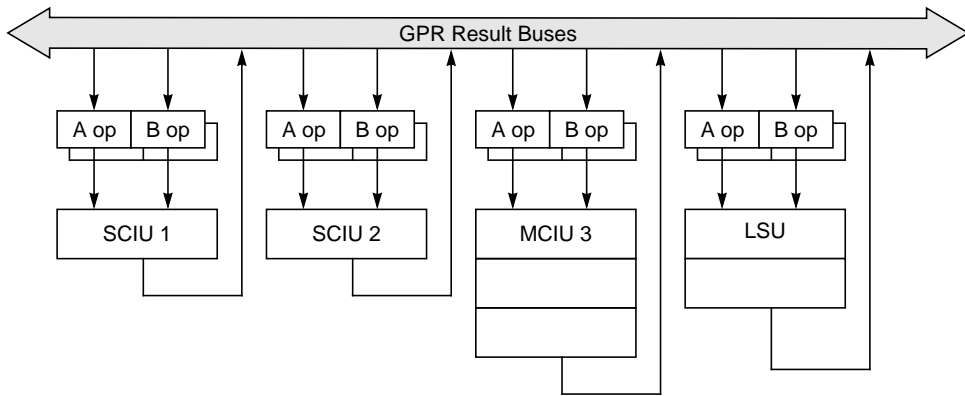 GPR Result Buses
A op B op A op B op A op B op A op B op
SCIU 1 SCIU 2 MCIU 3 LSU